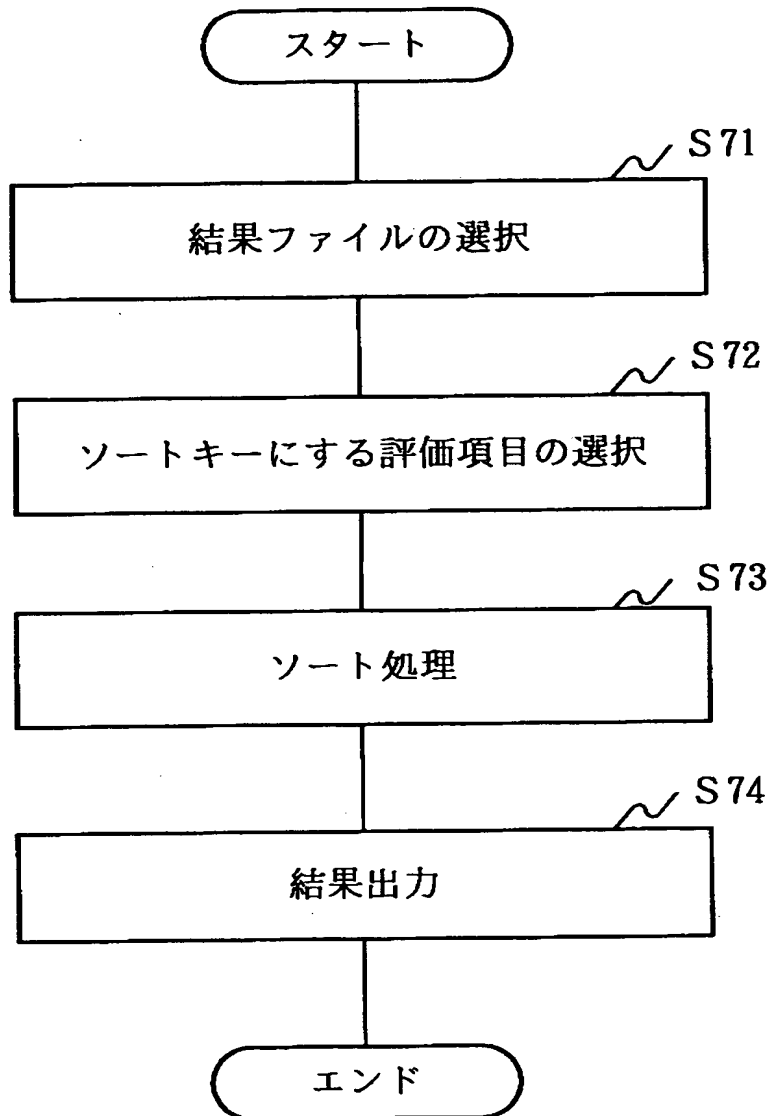 スタート
S71
結果ファイルの選択
S72
ソートキーにする評価項目の選択
S73
ソート処理
S74
結果出力
エンド